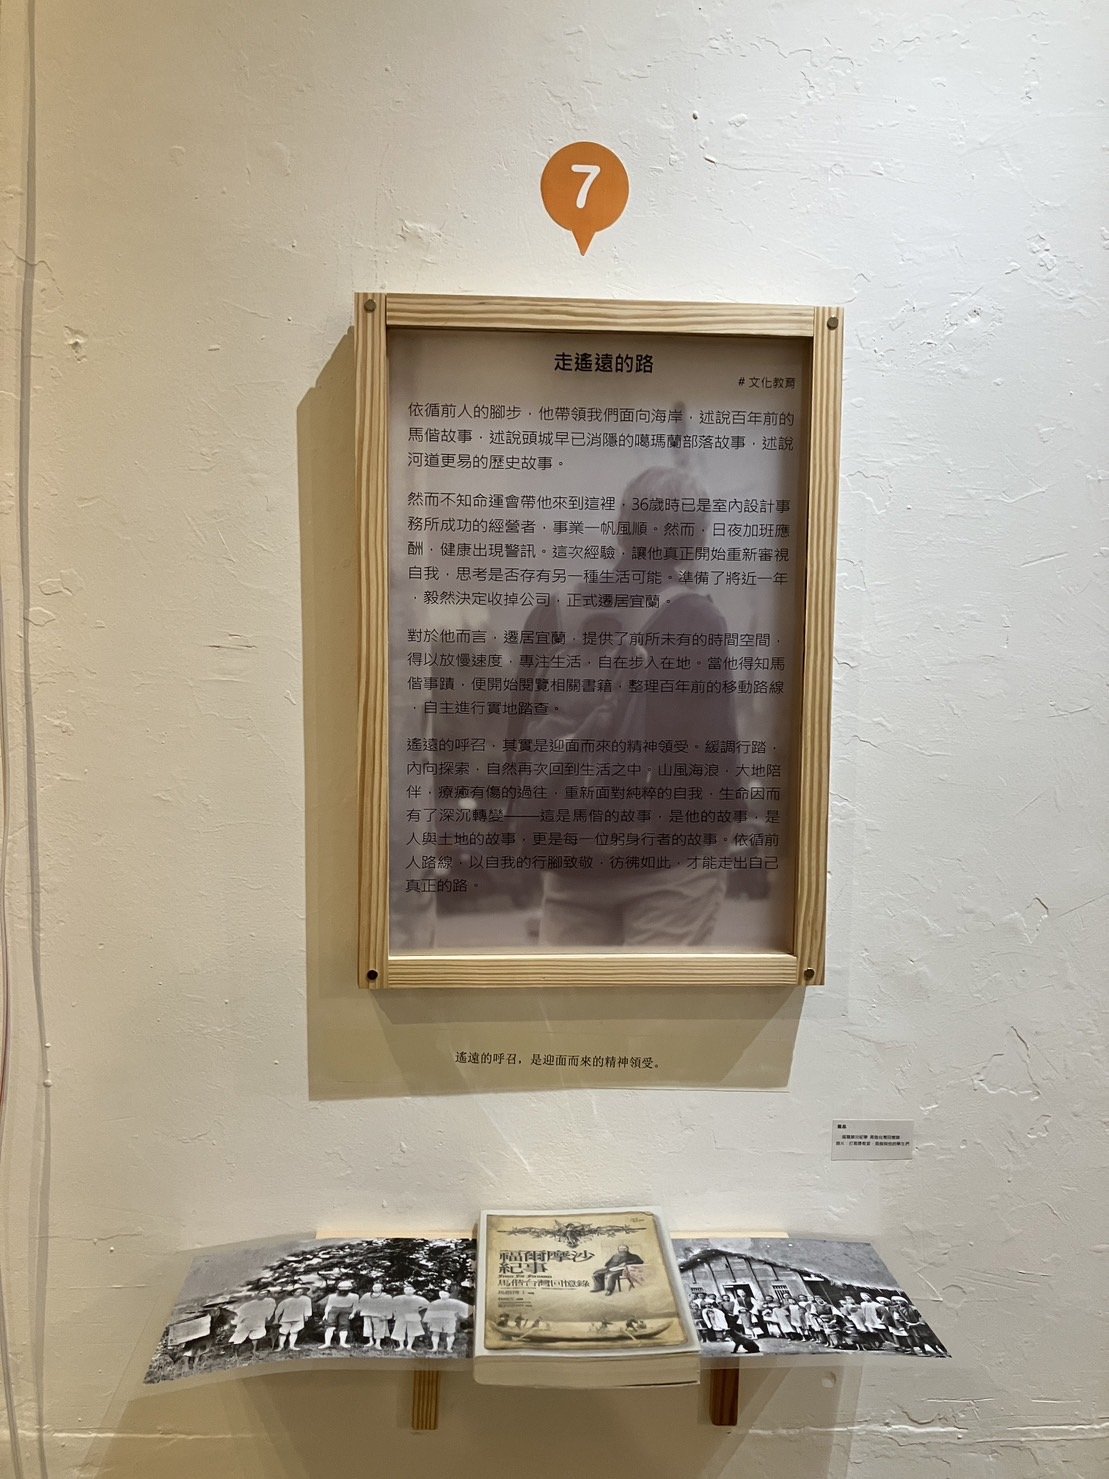 7
走遙遠的路
# 文化教育
依循前人的腳步，他帶領我們面向海岸，述說百年前的
馬偕故事，述說頭城早已消隱的噶瑪蘭部落故事，述說
河道更易的歷史故事。
然而不知命運會帶他來到這裡，36歲時已是室內設計事
務所成功的經營者，事業一帆風順。然而，日夜加班應
酬，健康出現警訊。這次經驗，讓他真正開始重新審視
自我，思考是否存有另一種生活可能。準備了將近一年
，毅然決定收掉公司，正式遷居宜蘭。
對於他而言，遷居宜蘭，提供了前所未有的時間空間，
得以放慢速度，專注生活，自在步入在地。當他得知馬
偕事蹟，便開始閱覽相關書籍，整理百年前的移動路線
，自主進行實地踏查。
遙遠的呼召，其實是迎面而來的精神領受。緩調行踏，
內向探索，自然再次回到生活之中。山風海浪，大地陪
伴，療癒有傷的過往，重新面對純粹的自我，生命因而
有了深沉轉變——這是馬偕的故事，是他的故事，是
人與土地的故事，更是每一位躬身行者的故事。依循前
人路線，以自我的行腳致敬，彷彿如此，才能走出自己
真正的路。
遙遠的呼召，是迎面而來的精神領受。
展品
福爾摩沙紀事 馬偕台灣回憶錄
福爾摩沙
紀事
From Far Formosa
馬偕台灣回憶錄